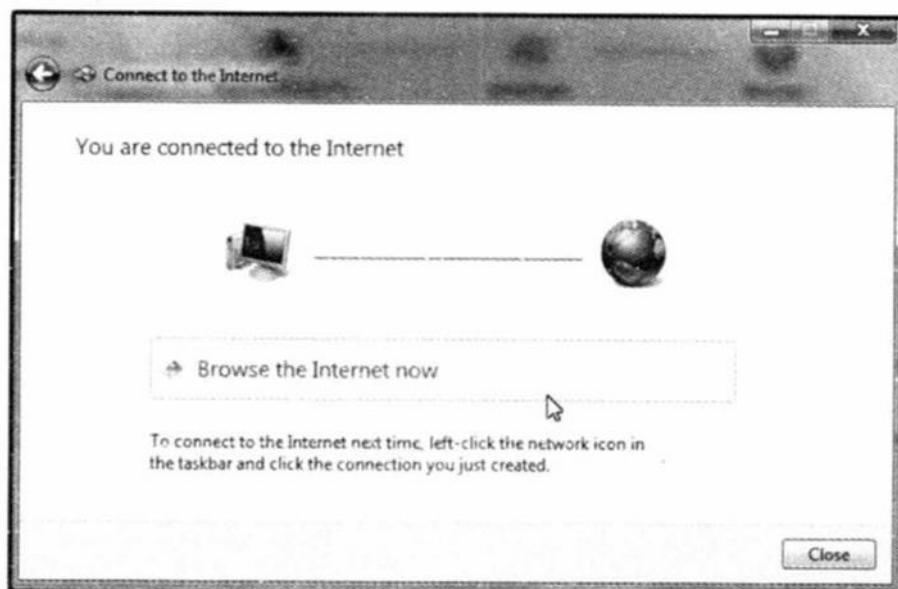 Connect to the Internet
You are connected to the Internet
Browse the Internet now
To connect to the Internet next time, left-click the network icon in
the taskbar and click the connection you just created.
Close